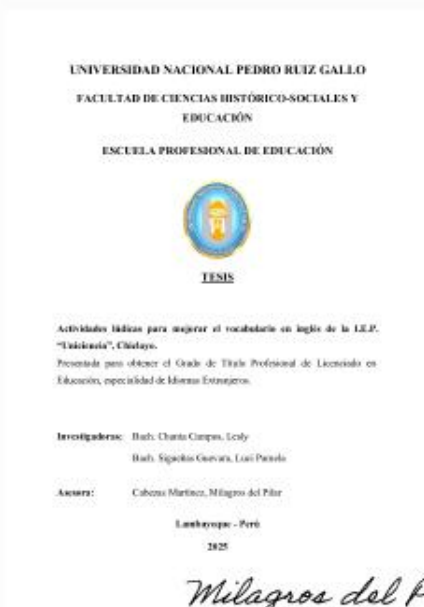 UNIVERSIDAD NACIONAL PEDRO RUIZ GALLO
FACULTAD DE CIENCIAS HISTÓRICO-SOCIALES Y
EDUCACIÓN
ESCUELA PROFESIONAL DE EDUCACIÓN
TESIS
Actividades lúdicas para mejorar el vocabulario en inglés de la I.E.P.
“Uniciencia”, Chiclayo.
Presentada para obtener el Grado de Título Profesional de Licenciado en
Educación, especialidad de Idiomas Extranjeros.
Investigadoras: Bach. Chanta Campos, Lesly
Bach. Sigueñas Guevara, Luci Pamela
Asesora: Cabezas Martínez, Milagros del Pilar
Lambayeque - Perú
2025
Milagros del P